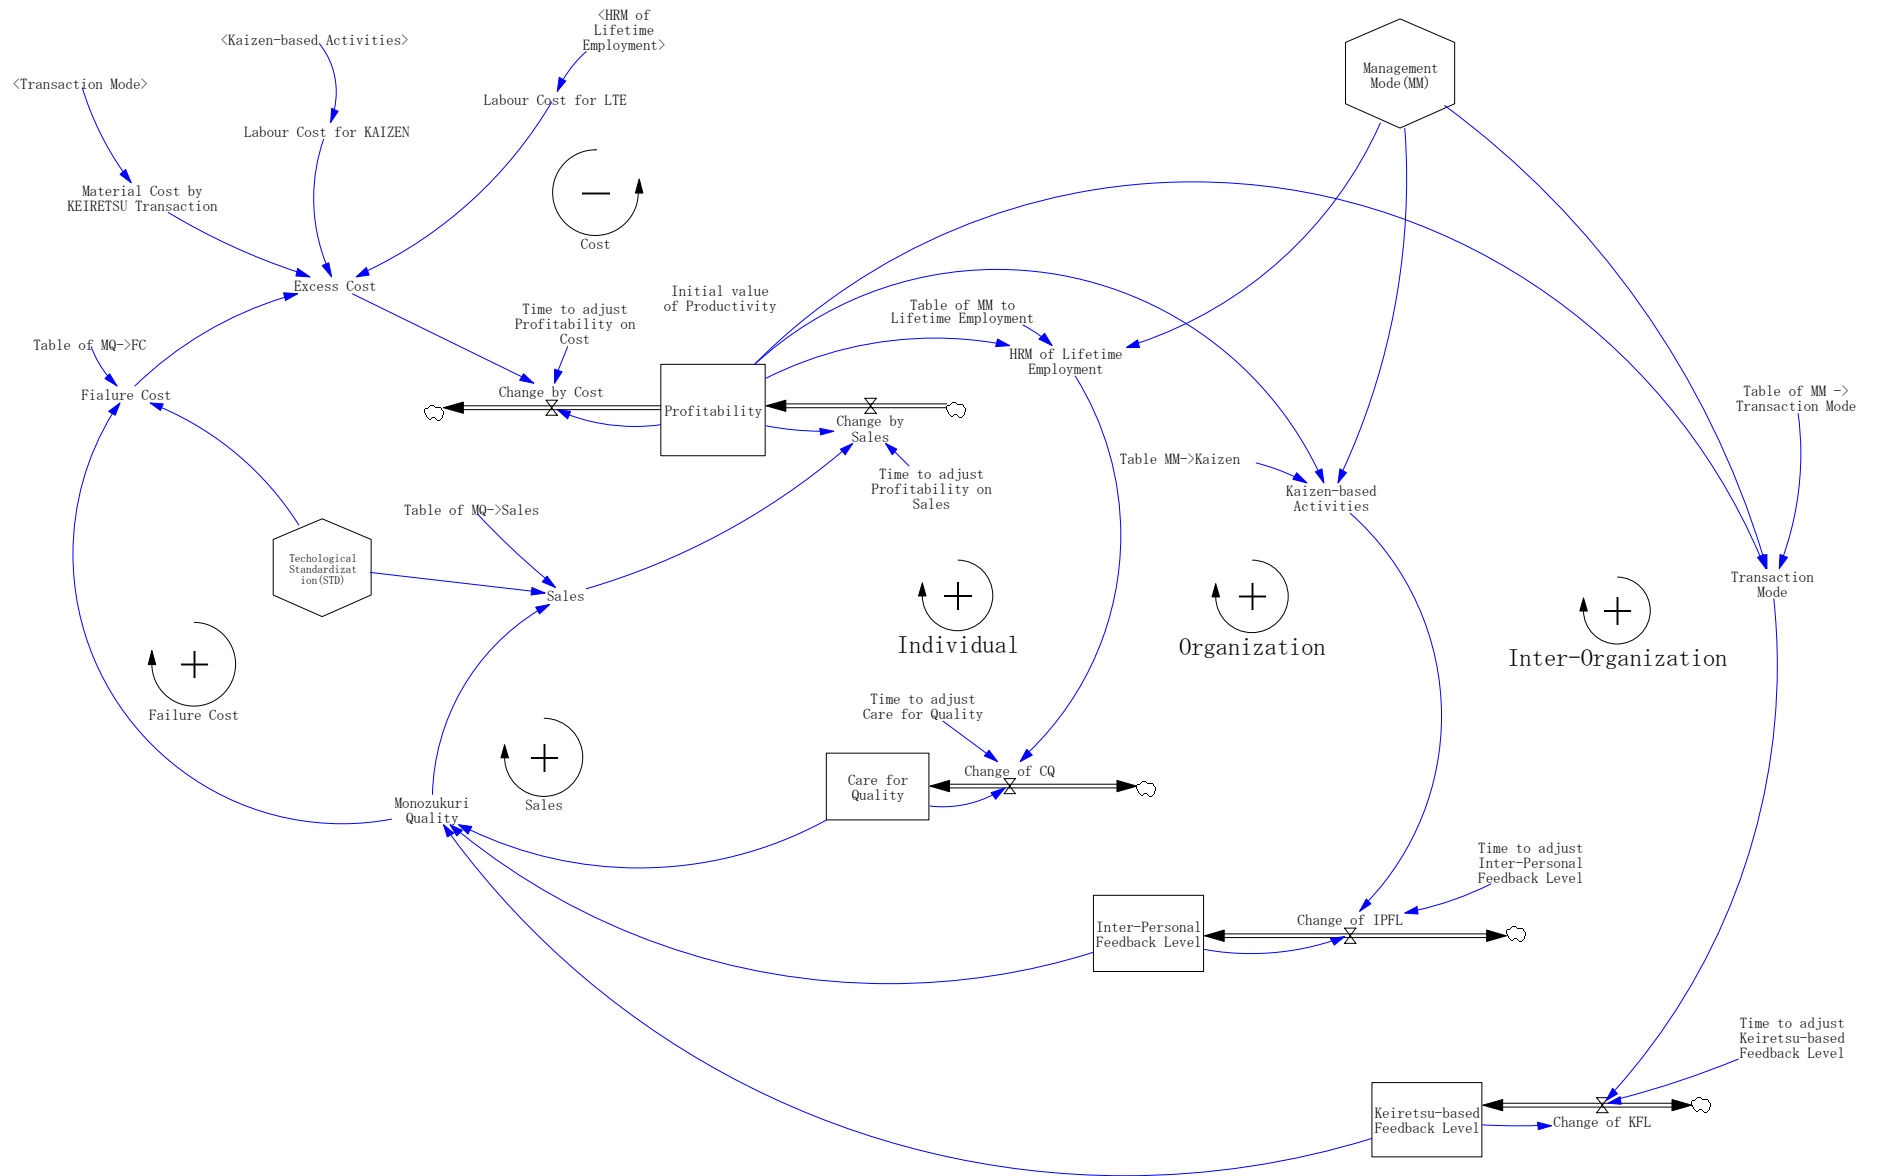 <HRM of
Lifetime
Employment>
<Kaizen-based Activities>
<Transaction Mode>
Management
Mode(MM)
Labour Cost for LTE
Labour Cost for KAIZEN
Material Cost by
KEIRETSU Transaction
Cost
Excess Cost
Initial value
of Productivity
Time to adjust
Profitability on
Cost
Table of MM to
Lifetime Employment
HRM of Lifetime
Employment
Table of MQ->FC
Fialure Cost
Change by Cost
Profitability
Change by
Sales
Time to adjust
Profitability on
Sales
Table of MM ->
Transaction Mode
Table MM->Kaizen
Kaizen-based
Activities
Table of MQ->Sales
Techological
Standardizat
ion(STD)
Sales
Transaction
Mode
Individual
Organization
Inter-Organization
Failure Cost
Time to adjust
Care for Quality
Change of CQ
Care for
Quality
Sales
Monozukuri
Quality
Time to adjust
Inter-Personal
Feedback Level
Change of IPFL
Inter-Personal
Feedback Level
Time to adjust
Keiretsu-based
Feedback Level
Keiretsu-based
Feedback Level
Change of KFL